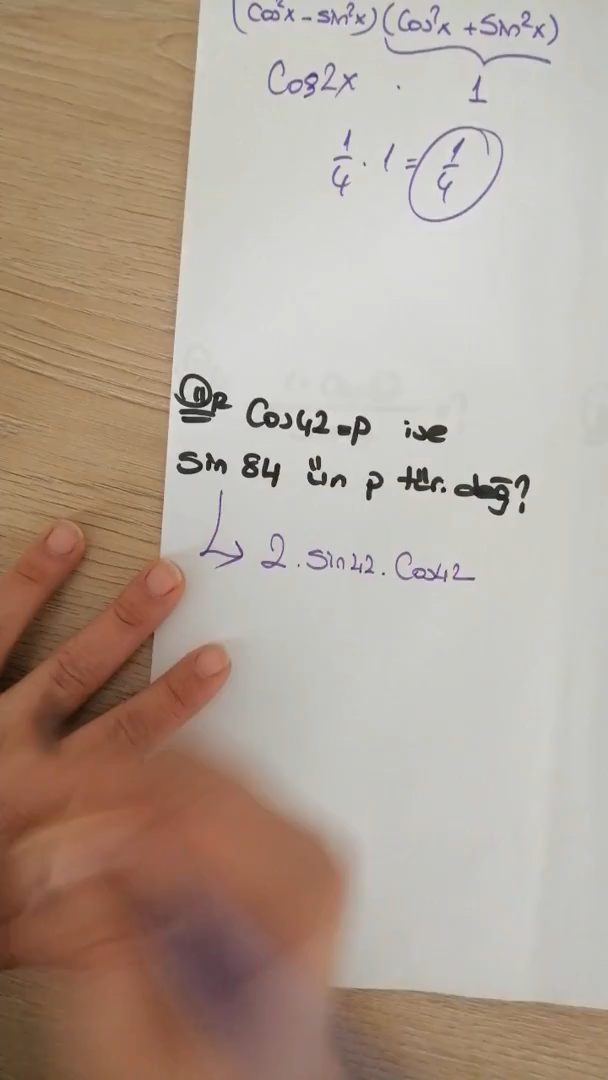 (Cos²x - sin²x)(Cos²x + Sin²x)
Cos2x . 1
1/4 . 1 = 1/4
Cos42=p ise
sin 84 ün p tür. değ?
2. Sin42. Cos42